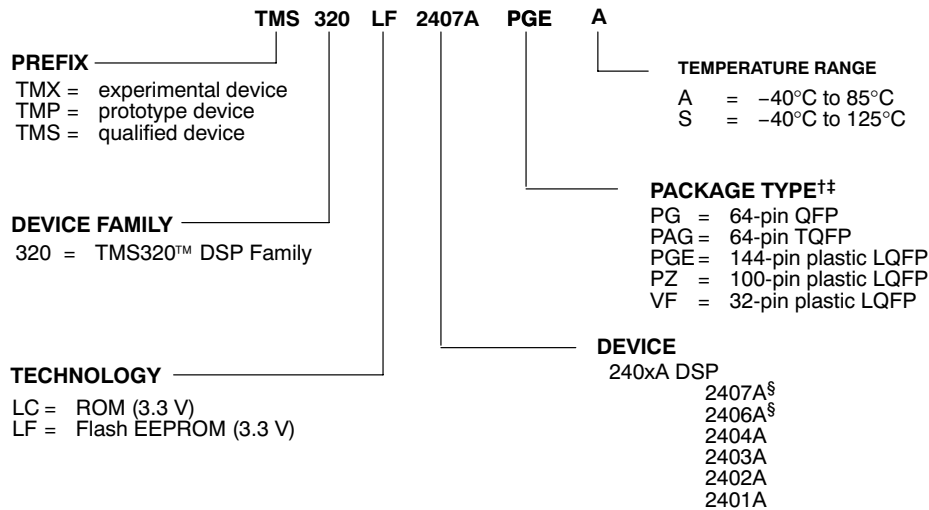 TMS 320 LF 2407A PGE A
PREFIX
TMX = experimental device
TMP = prototype device
TMS = qualified device
TEMPERATURE RANGE
A = −40°C to 85°C
S = −40°C to 125°C
PACKAGE TYPE†‡
PG = 64-pin QFP
PAG = 64-pin TQFP
PGE = 144-pin plastic LQFP
PZ = 100-pin plastic LQFP
VF = 32-pin plastic LQFP
DEVICE FAMILY
320 = TMS320™ DSP Family
DEVICE
240xA DSP
2407A§
2406A§
2404A
2403A
2402A
2401A
TECHNOLOGY
LC = ROM (3.3 V)
LF = Flash EEPROM (3.3 V)